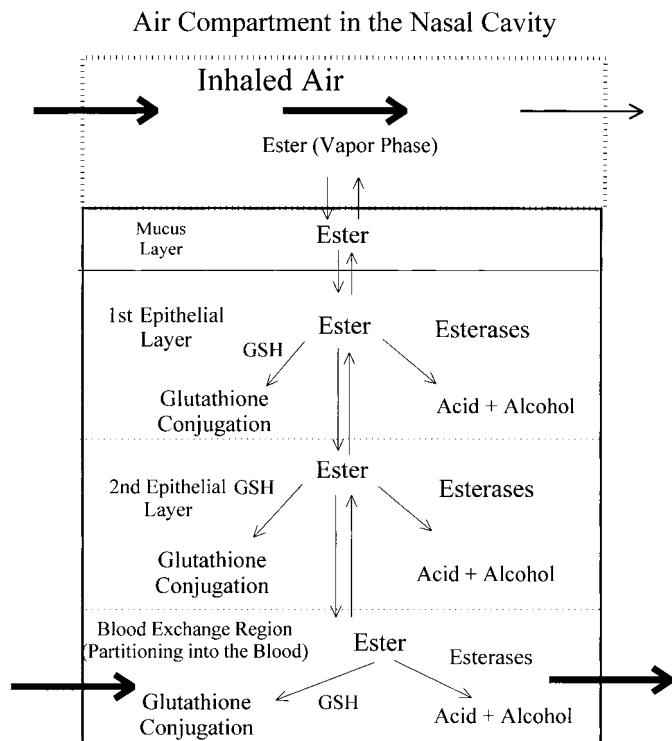 Air Compartment in the Nasal Cavity
Inhaled Air
Ester (Vapor Phase)
Mucus
Layer
Ester
1st Epithelial
Layer
Ester
Esterases
GSH
Glutathione
Conjugation
Acid + Alcohol
2nd Epithelial
Layer
GSH
Ester
Esterases
Glutathione
Conjugation
Acid + Alcohol
Blood Exchange Region
(Partitioning into the Blood)
Ester
Esterases
Glutathione
Conjugation
GSH
Acid + Alcohol